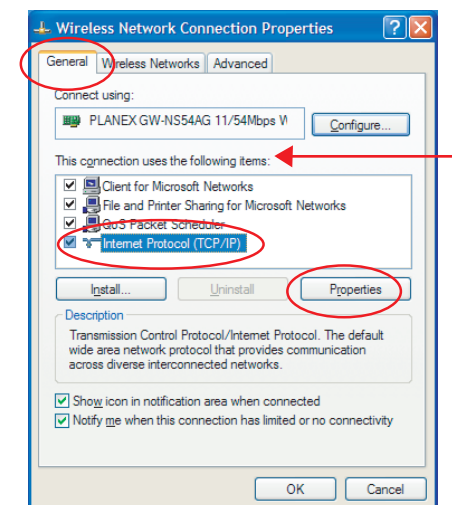 Wireless Network Connection Properties
General Wireless Networks Advanced
Connect using:
PLANEX GW-NS54AG 11/54Mbps W
Configure...
This connection uses the following items:
Client for Microsoft Networks
File and Printer Sharing for Microsoft Networks
QoS Packet Scheduler
Internet Protocol (TCP/IP)
Install... Uninstall Properties
Description
Transmission Control Protocol/Internet Protocol. The default
wide area network protocol that provides communication
across diverse interconnected networks.
Show icon in notification area when connected
Notify me when this connection has limited or no connectivity
OK Cancel